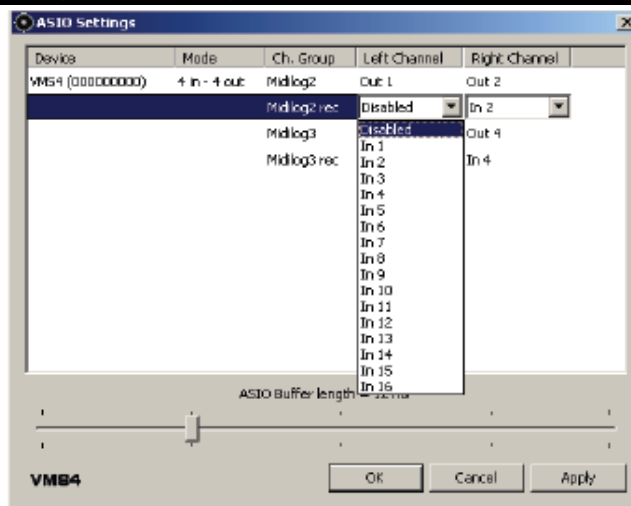 ASIO Settings
Device Mode Ch. Group Left Channel Right Channel
VMS4 (000000000) 4 in - 4 out Midilog2 Out 1 Out 2
Midilog2 rec Disabled In 2
Midilog3 Disabled Out 4
Midilog3 rec In 1 In 4
In 2
In 3
In 4
In 5
In 6
In 7
In 8
In 9
In 10
In 11
In 12
In 13
In 14
In 15
In 16
ASIO Buffer length =
VMS4 OK Cancel Apply